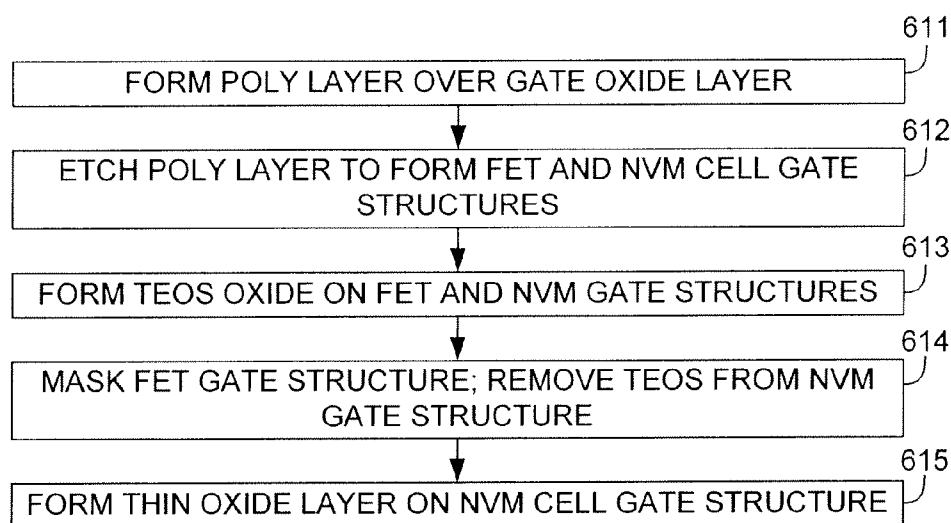 611
FORM POLY LAYER OVER GATE OXIDE LAYER
612
ETCH POLY LAYER TO FORM FET AND NVM CELL GATE
STRUCTURES
613
FORM TEOS OXIDE ON FET AND NVM GATE STRUCTURES
614
MASK FET GATE STRUCTURE; REMOVE TEOS FROM NVM
GATE STRUCTURE
615
FORM THIN OXIDE LAYER ON NVM CELL GATE STRUCTURE